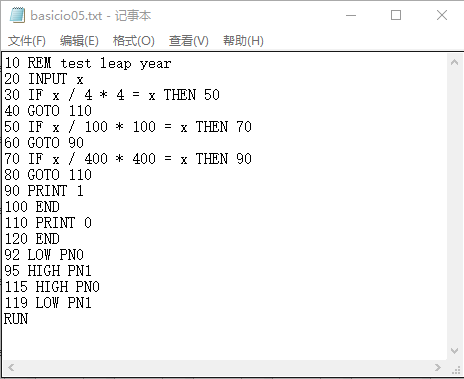 basicio05.txt - 记事本
文件(F) 编辑(E) 格式(O) 查看(V) 帮助(H)
10 REM test leap year
20 INPUT x
30 IF x / 4 * 4 = x THEN 50
40 GOTO 110
50 IF x / 100 * 100 = x THEN 70
60 GOTO 90
70 IF x / 400 * 400 = x THEN 90
80 GOTO 110
90 PRINT 1
100 END
110 PRINT 0
120 END
92 LOW PN0
95 HIGH PN1
115 HIGH PN0
119 LOW PN1
RUN